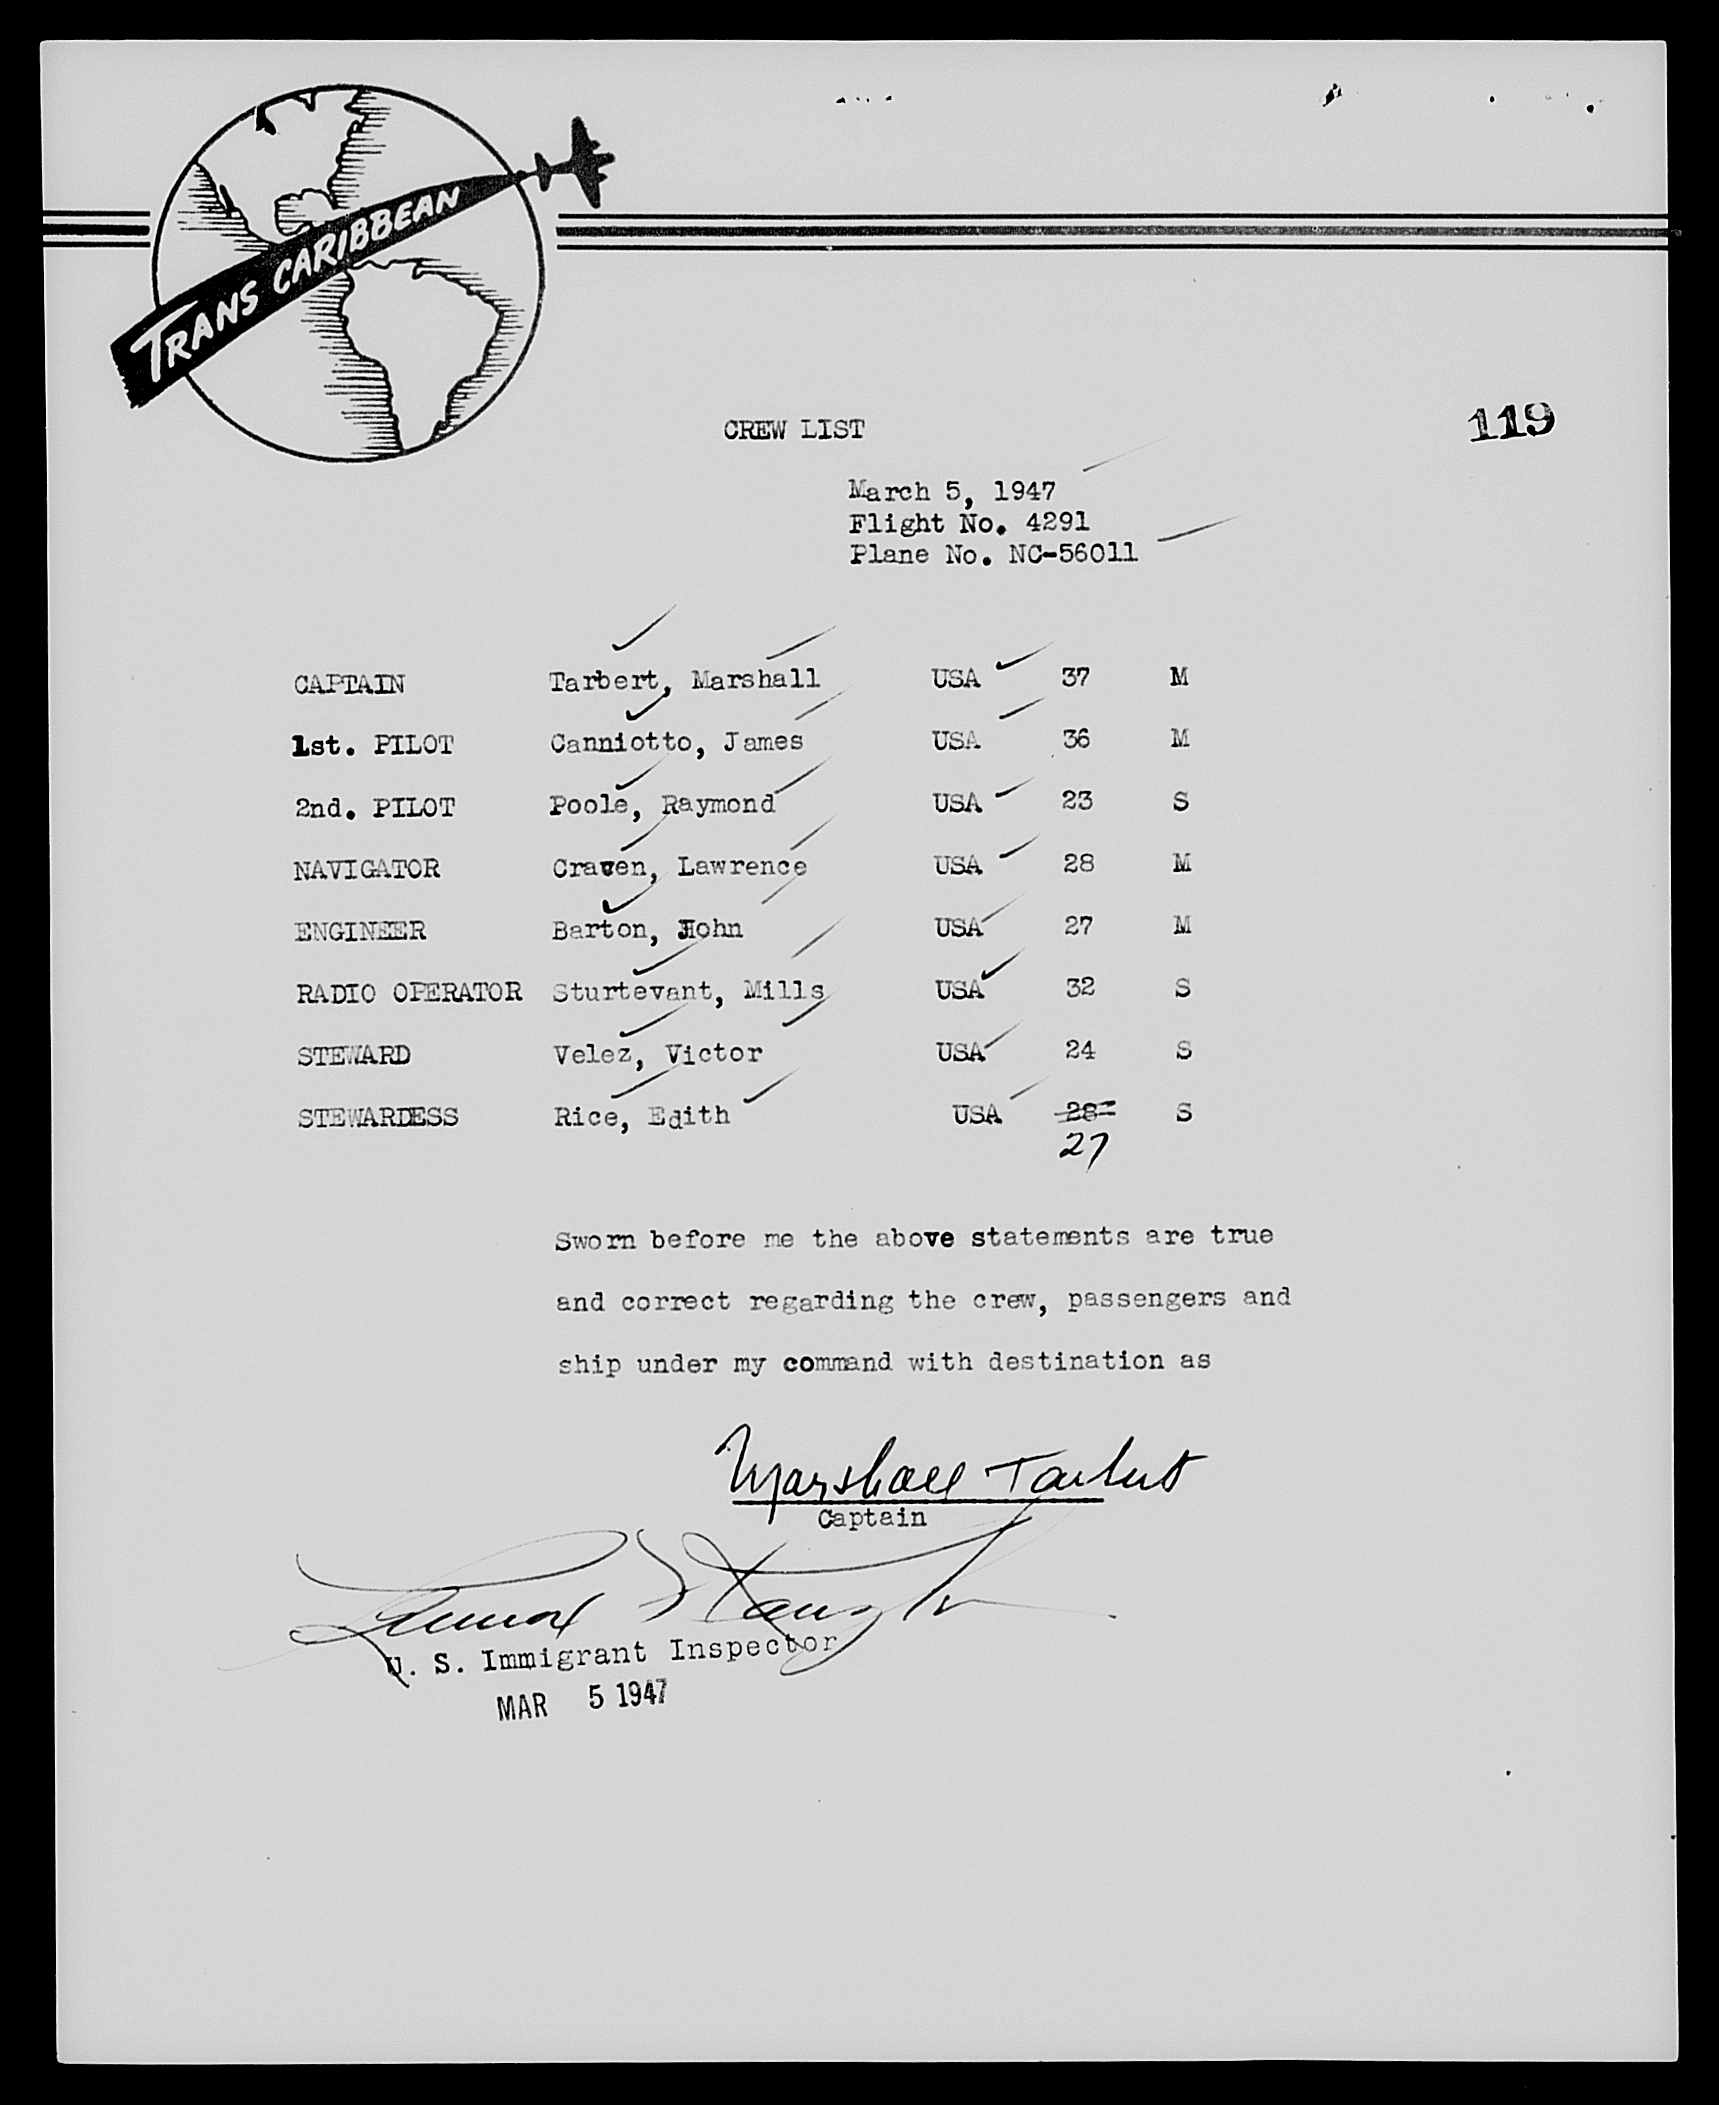 TRANS CARIBBEAN
CREW LIST
119
March 5, 1947
Flight No. 4291
Plane No. NC-56011
CAPTAIN Tarbert, Marshall USA 37 M
1st. PILOT Canniotto, James USA 36 M
2nd. PILOT Poole, Raymond USA 23 S
NAVIGATOR Craven, Lawrence USA 28 M
ENGINEER Barton, John USA 27 M
RADIO OPERATOR Sturtevant, Mills USA 32 S
STEWARD Velez, Victor USA 24 S
STEWARDESS Rice, Edith USA 28 S
27
Sworn before me the above statements are true
and correct regarding the crew, passengers and
ship under my command with destination as
Marshall Tarbert
Captain
U. S. Immigrant Inspector
MAR 5 1947